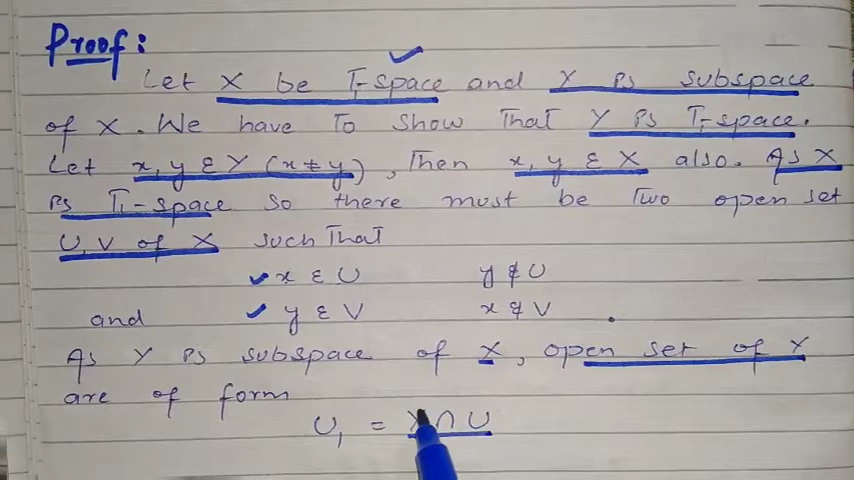 Proof:
Let X be T₁-space and Y is subspace
of X. We have To show That Y is T₁-space.
Let x, y ε Y (x ≠ y), Then x, y ε X also. As X
is T₁-space so there must be Two open set
U, V of X such That
x ε U y ∉ U
and y ε V x ∉ V .
As Y is subspace of X, open set of Y
are of form
U₁ = Y ∩ U